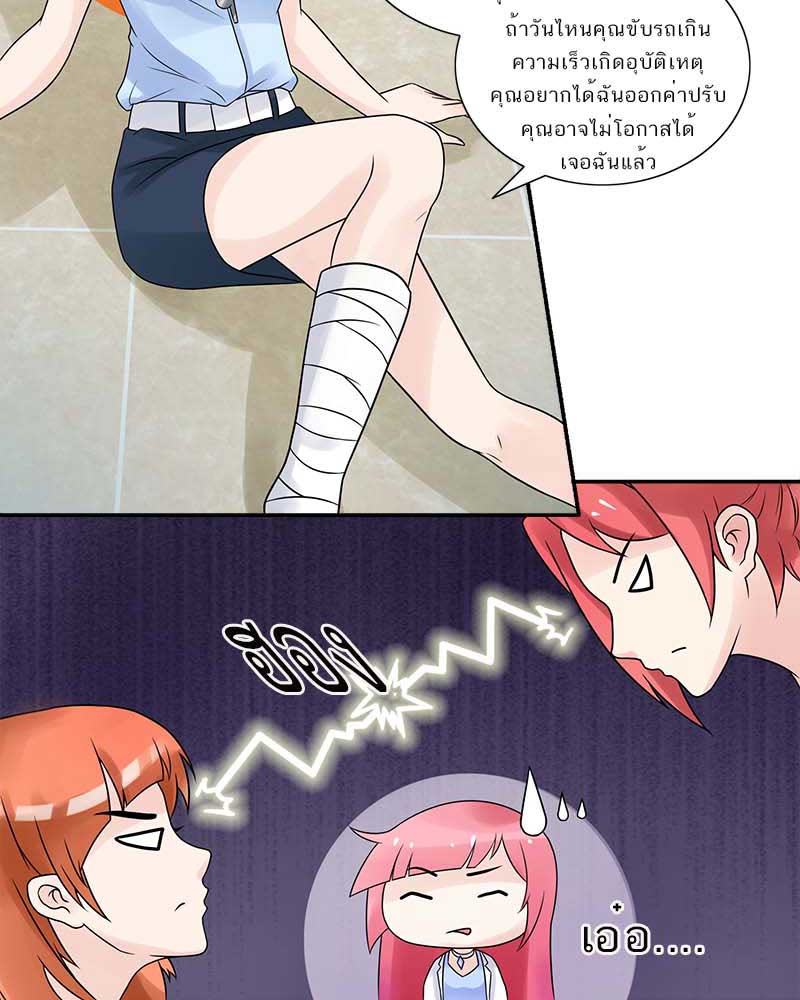 ถ้าวันไหนคุณขับรถเกิน
ความเร็วเกิดอุบัติเหตุ
คุณอยากได้ฉันออกค่าปรับ
คุณอาจไม่โอกาสได้
เจอฉันแล้ว
ฮึ่อง
เอ่อ....